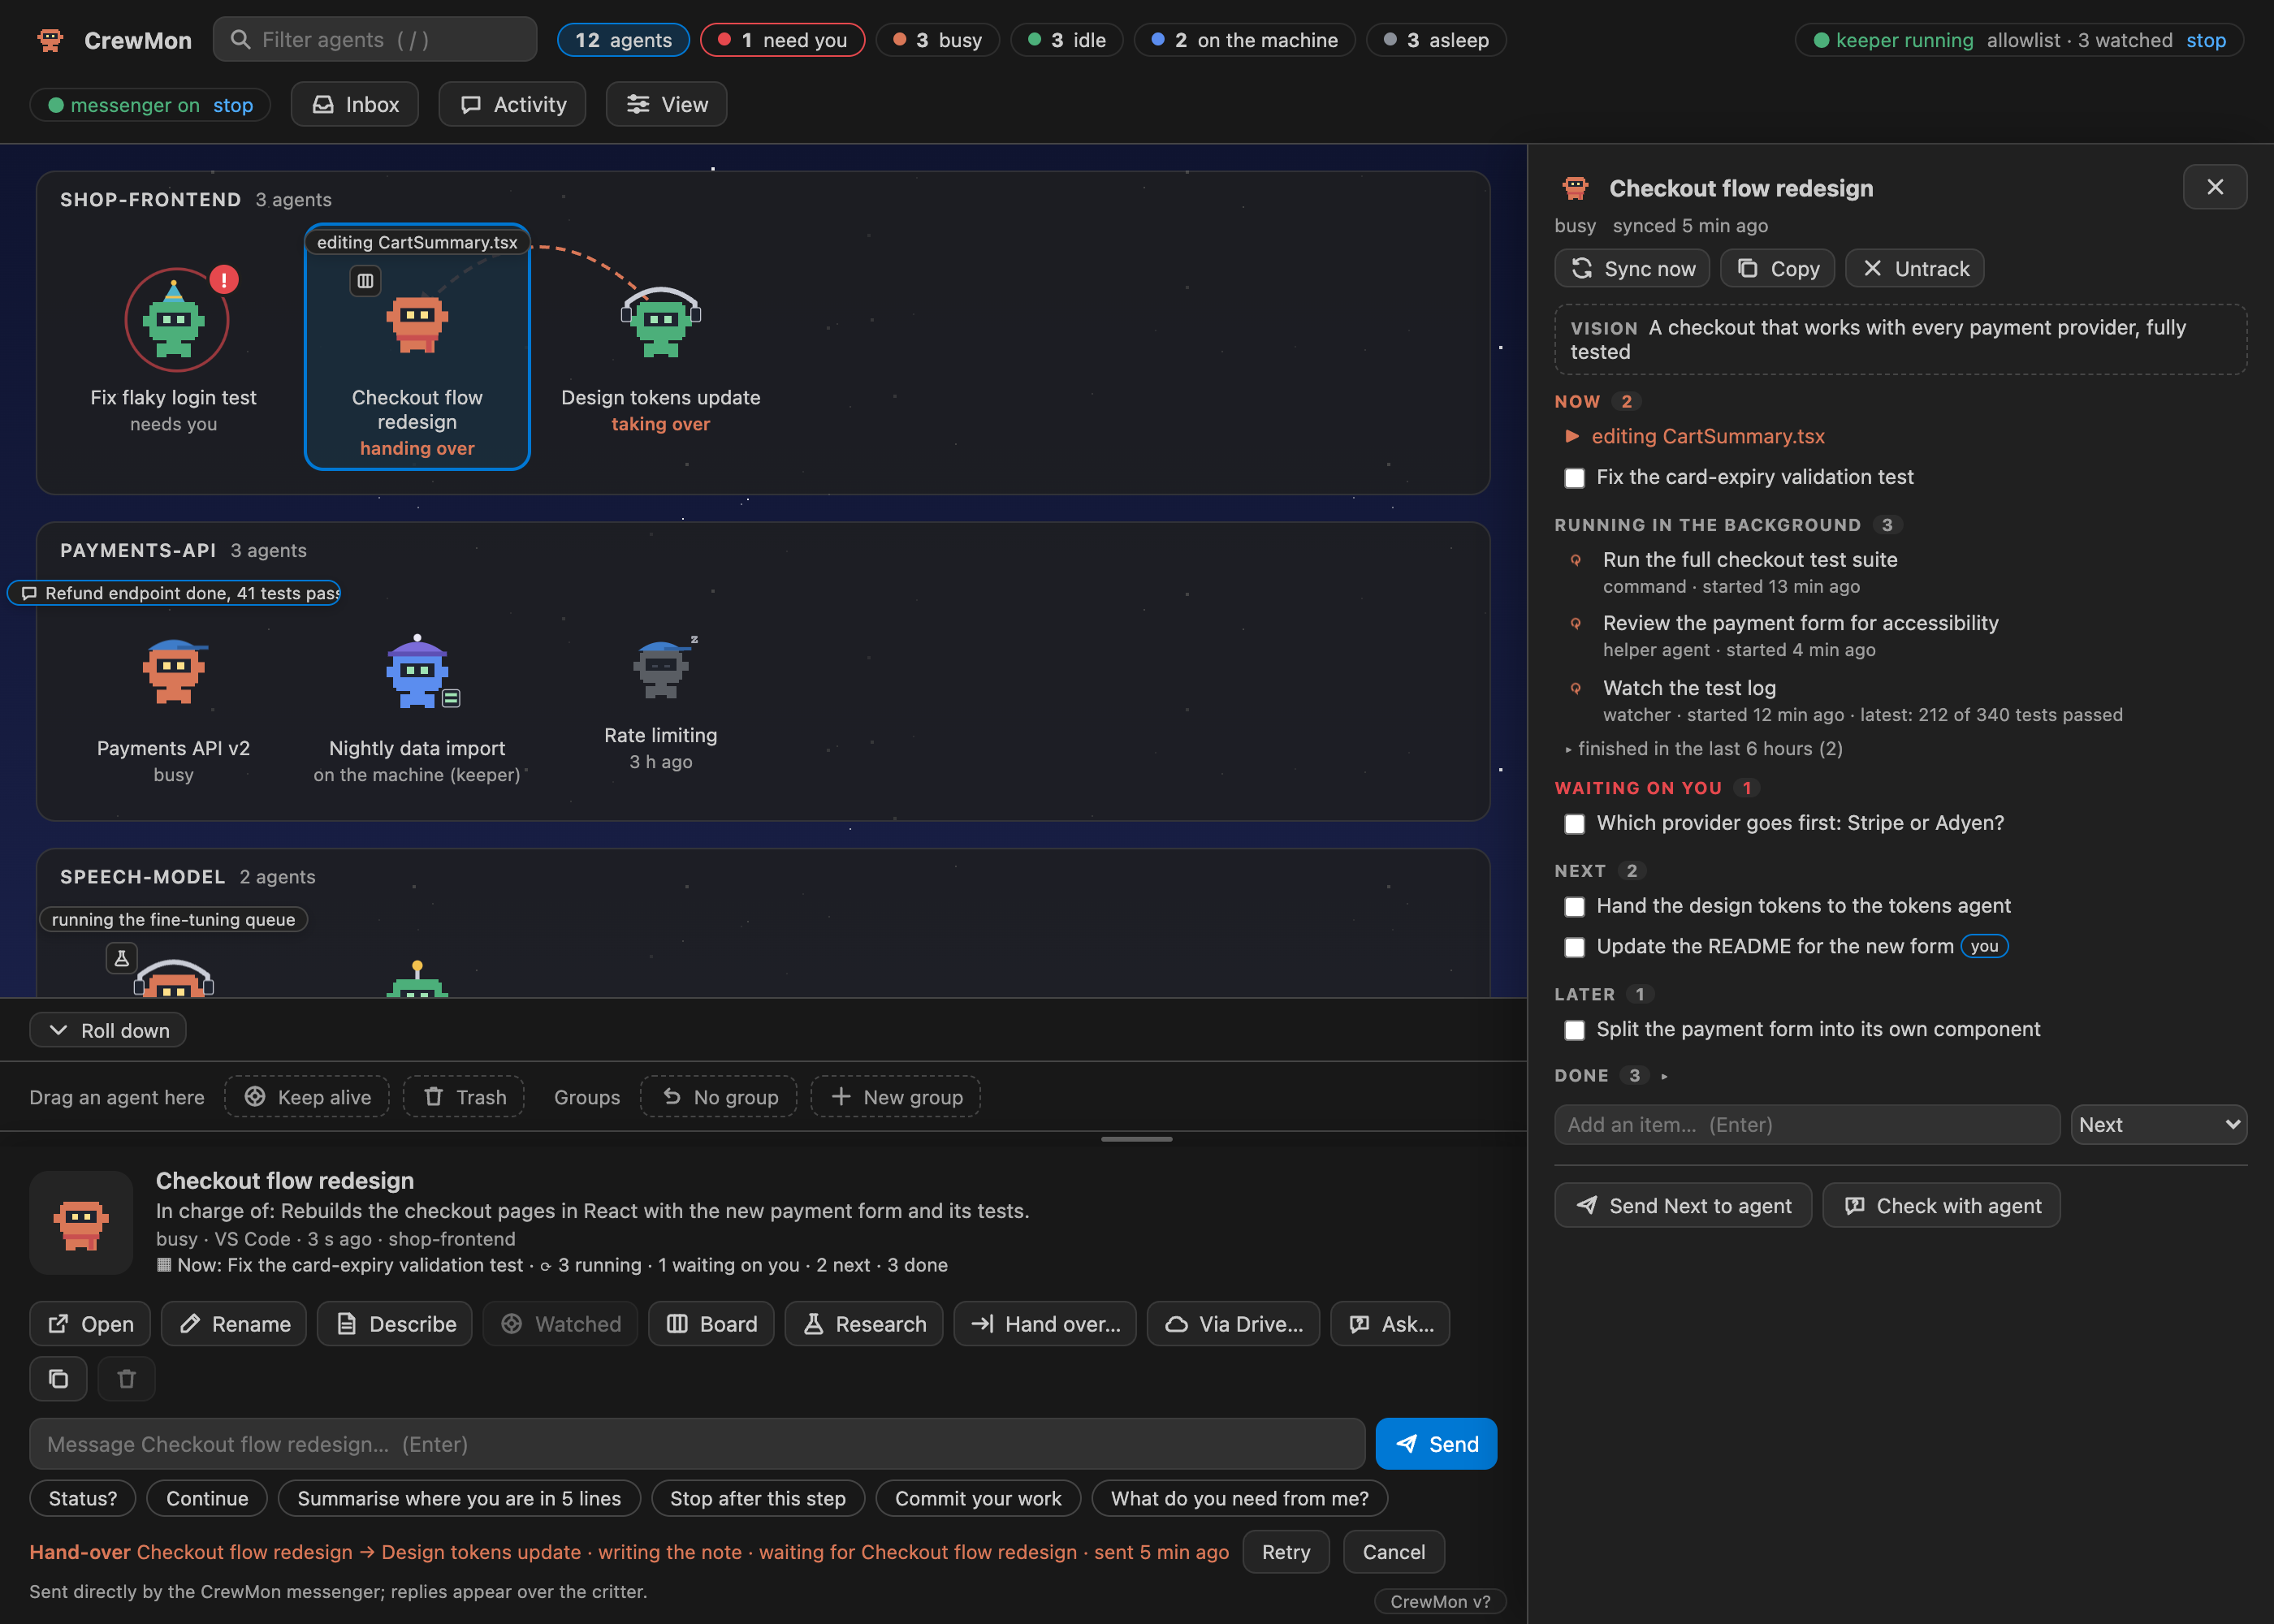 CrewMon
Filter agents ( / )
12 agents
1 need you
3 busy
3 idle
2 on the machine
3 asleep
keeper running allowlist · 3 watched stop
messenger on stop
Inbox
Activity
View
SHOP-FRONTEND 3 agents
editing CartSummary.tsx
!
Fix flaky login test
needs you
Checkout flow
redesign
handing over
Design tokens update
taking over
PAYMENTS-API 3 agents
Refund endpoint done, 41 tests pass
z
Payments API v2
busy
Nightly data import
on the machine (keeper)
Rate limiting
3 h ago
SPEECH-MODEL 2 agents
running the fine-tuning queue
Roll down
Drag an agent here
Keep alive
Trash
Groups
No group
New group
Checkout flow redesign
In charge of: Rebuilds the checkout pages in React with the new payment form and its tests.
busy · VS Code · 3 s ago · shop-frontend
Now: Fix the card-expiry validation test · ⟳ 3 running · 1 waiting on you · 2 next · 3 done
Open
Rename
Describe
Watched
Board
Research
Hand over...
Via Drive...
Ask...
Message Checkout flow redesign... (Enter)
Send
Status?
Continue
Summarise where you are in 5 lines
Stop after this step
Commit your work
What do you need from me?
Hand-over Checkout flow redesign → Design tokens update · writing the note · waiting for Checkout flow redesign · sent 5 min ago
Retry
Cancel
Sent directly by the CrewMon messenger; replies appear over the critter.
CrewMon v?
Checkout flow redesign
busy synced 5 min ago
Sync now
Copy
Untrack
VISION A checkout that works with every payment provider, fully
tested
NOW 2
editing CartSummary.tsx
Fix the card-expiry validation test
RUNNING IN THE BACKGROUND 3
Run the full checkout test suite
command · started 13 min ago
Review the payment form for accessibility
helper agent · started 4 min ago
Watch the test log
watcher · started 12 min ago · latest: 212 of 340 tests passed
▸ finished in the last 6 hours (2)
WAITING ON YOU 1
Which provider goes first: Stripe or Adyen?
NEXT 2
Hand the design tokens to the tokens agent
Update the README for the new form you
LATER 1
Split the payment form into its own component
DONE 3 ▸
Add an item... (Enter)
Next
Send Next to agent
Check with agent